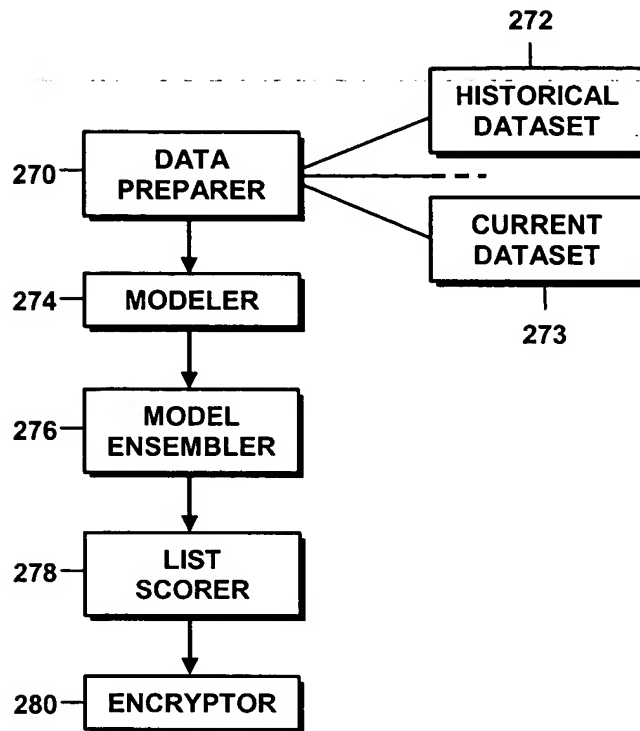 272
HISTORICAL
DATASET
270
DATA
PREPARER
CURRENT
DATASET
273
274
MODELER
276
MODEL
ENSEMBLER
278
LIST
SCORER
280
ENCRYPTOR